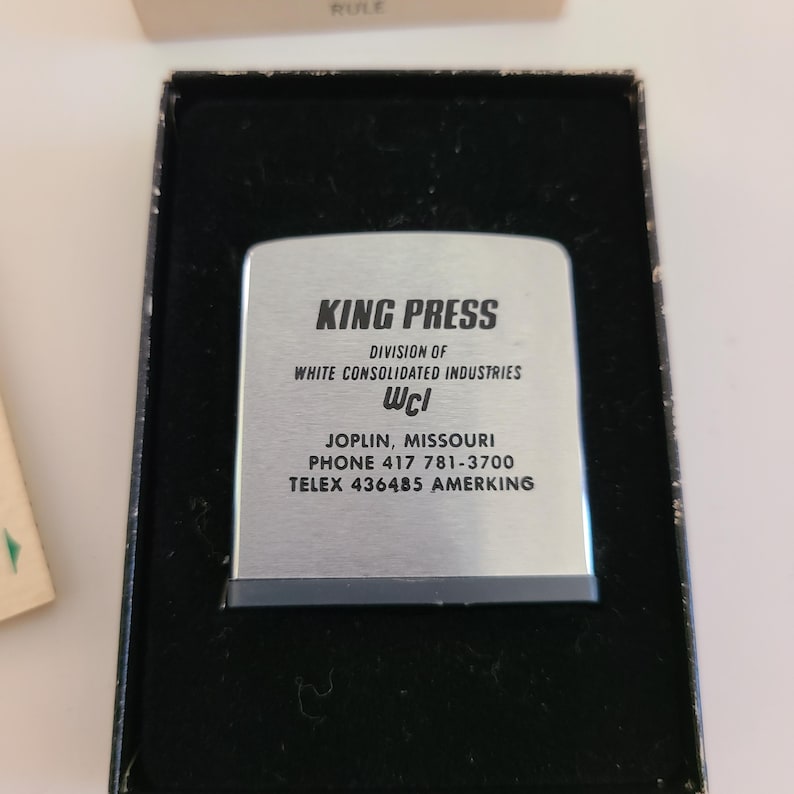 RULE
KING PRESS
DIVISION OF
WHITE CONSOLIDATED INDUSTRIES
WCI
JOPLIN, MISSOURI
PHONE 417 781-3700
TELEX 436485 AMERKING